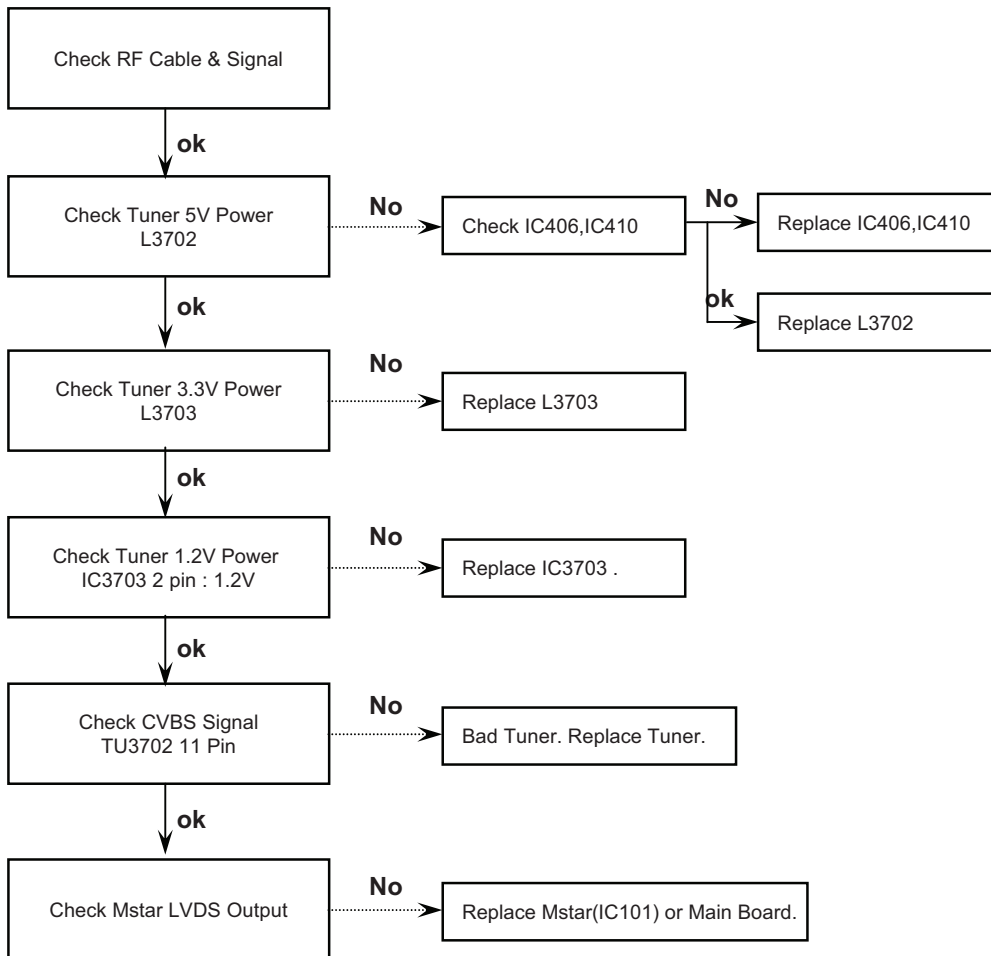 Check RF Cable & Signal
ok
Check Tuner 5V Power
L3702
No
Check IC406,IC410
No
Replace IC406,IC410
ok
Replace L3702
ok
Check Tuner 3.3V Power
L3703
No
Replace L3703
ok
Check Tuner 1.2V Power
IC3703 2 pin : 1.2V
No
Replace IC3703 .
ok
Check CVBS Signal
TU3702 11 Pin
No
Bad Tuner. Replace Tuner.
ok
Check Mstar LVDS Output
No
Replace Mstar(IC101) or Main Board.